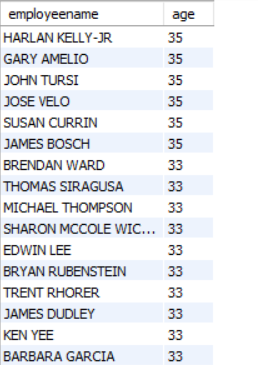 employeename age
HARLAN KELLY-JR 35
GARY AMELIO 35
JOHN TURSI 35
JOSE VELO 35
SUSAN CURRIN 35
JAMES BOSCH 35
BRENDAN WARD 33
THOMAS SIRAGUSA 33
MICHAEL THOMPSON 33
SHARON MCCOLE WIC... 33
EDWIN LEE 33
BRYAN RUBENSTEIN 33
TRENT RHORER 33
JAMES DUDLEY 33
KEN YEE 33
BARBARA GARCIA 33